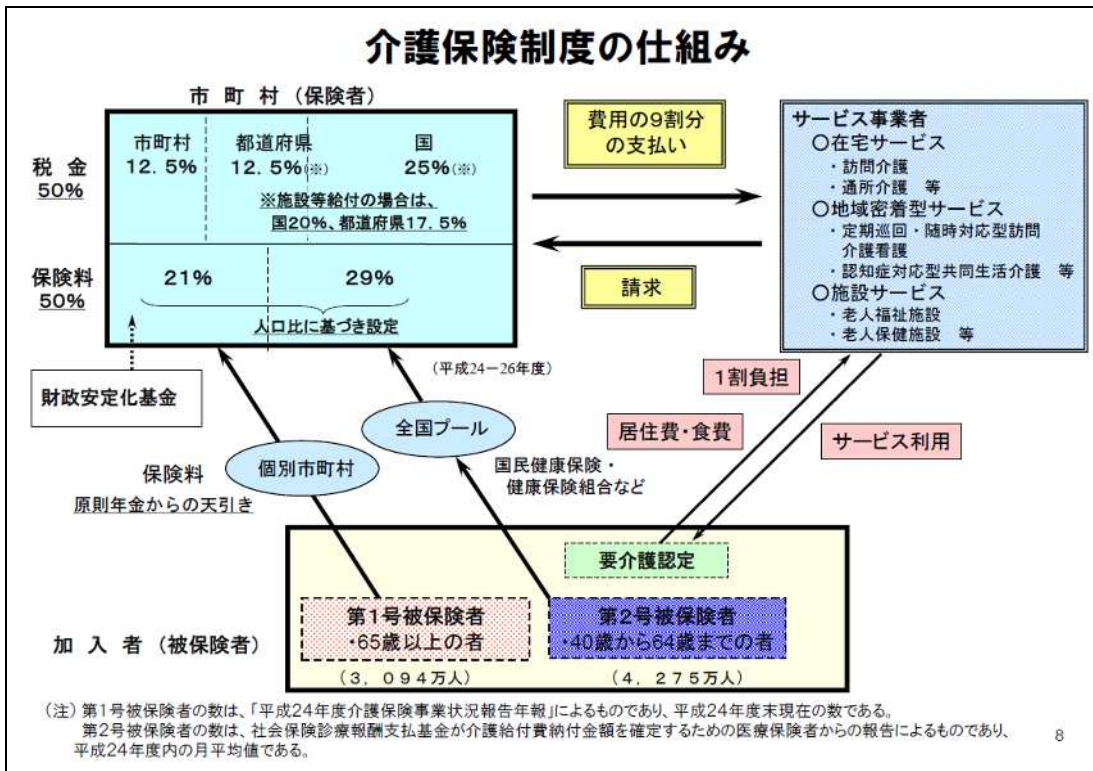 介護保険制度の仕組み
市 町 村 (保険者)
税 金
50%
市町村
12.5%
都道府県
12.5%(※)
国
25%(※)
※施設等給付の場合は、
国20%、都道府県17.5%
保険料
50%
21%
29%
人口比に基づき設定
費用の9割分
の支払い
請求
サービス事業者
○在宅サービス
・訪問介護
・通所介護 等
○地域密着型サービス
・定期巡回・随時対応型訪問
介護看護
・認知症対応型共同生活介護 等
○施設サービス
・老人福祉施設
・老人保健施設 等
財政安定化基金
(平成24-26年度)
1割負担
全国プール
居住費・食費
サービス利用
個別市町村
保険料
原則年金からの天引き
国民健康保険・
健康保険組合など
要介護認定
加 入 者 (被保険者)
第1号被保険者
・65歳以上の者
(3,094万人)
第2号被保険者
・40歳から64歳までの者
(4,275万人)
(注) 第1号被保険者の数は、「平成24年度介護保険事業状況報告年報」によるものであり、平成24年度末現在の数である。
第2号被保険者の数は、社会保険診療報酬支払基金が介護給付費納付金額を確定するための医療保険者からの報告によるものであり、
平成24年度内の月平均値である。
8